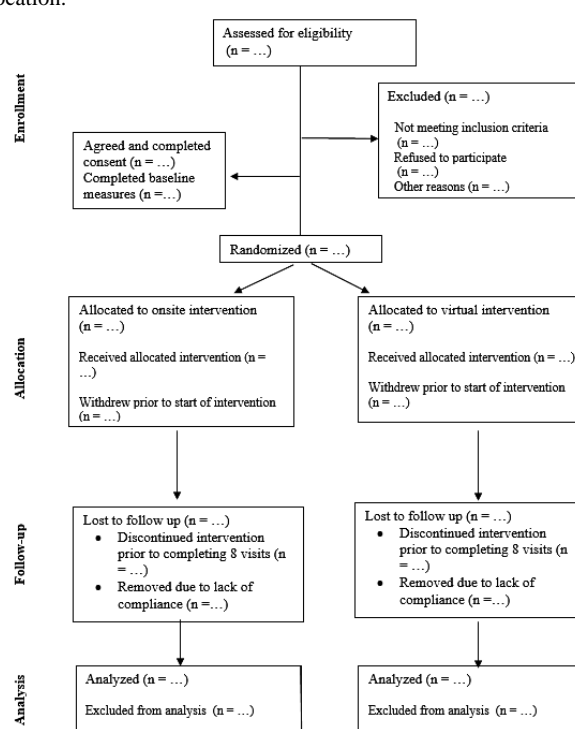 Assessed for eligibility
(n = …)
Enrollment
Excluded (n = …)
Not meeting inclusion criteria
(n = …)
Refused to participate
(n = …)
Other reasons (n = …)
Agreed and completed
consent (n = …)
Completed baseline
measures (n =…)
Randomized (n = …)
Allocation
Allocated to onsite intervention
(n = …)
Received allocated intervention (n =
…)
Withdrew prior to start of intervention
(n = …)
Allocated to virtual intervention
(n = …)
Received allocated intervention (n = …)
Withdrew prior to start of intervention
(n = …)
Follow-up
Lost to follow up (n = …)
• Discontinued intervention
prior to completing 8 visits (n
= …)
• Removed due to lack of
compliance (n =…)
Lost to follow up (n = …)
• Discontinued intervention
prior to completing 8 visits (n
= …)
• Removed due to lack of
compliance (n =…)
Analysis
Analyzed (n = …)
Excluded from analysis (n = …)
Analyzed (n = …)
Excluded from analysis (n = …)